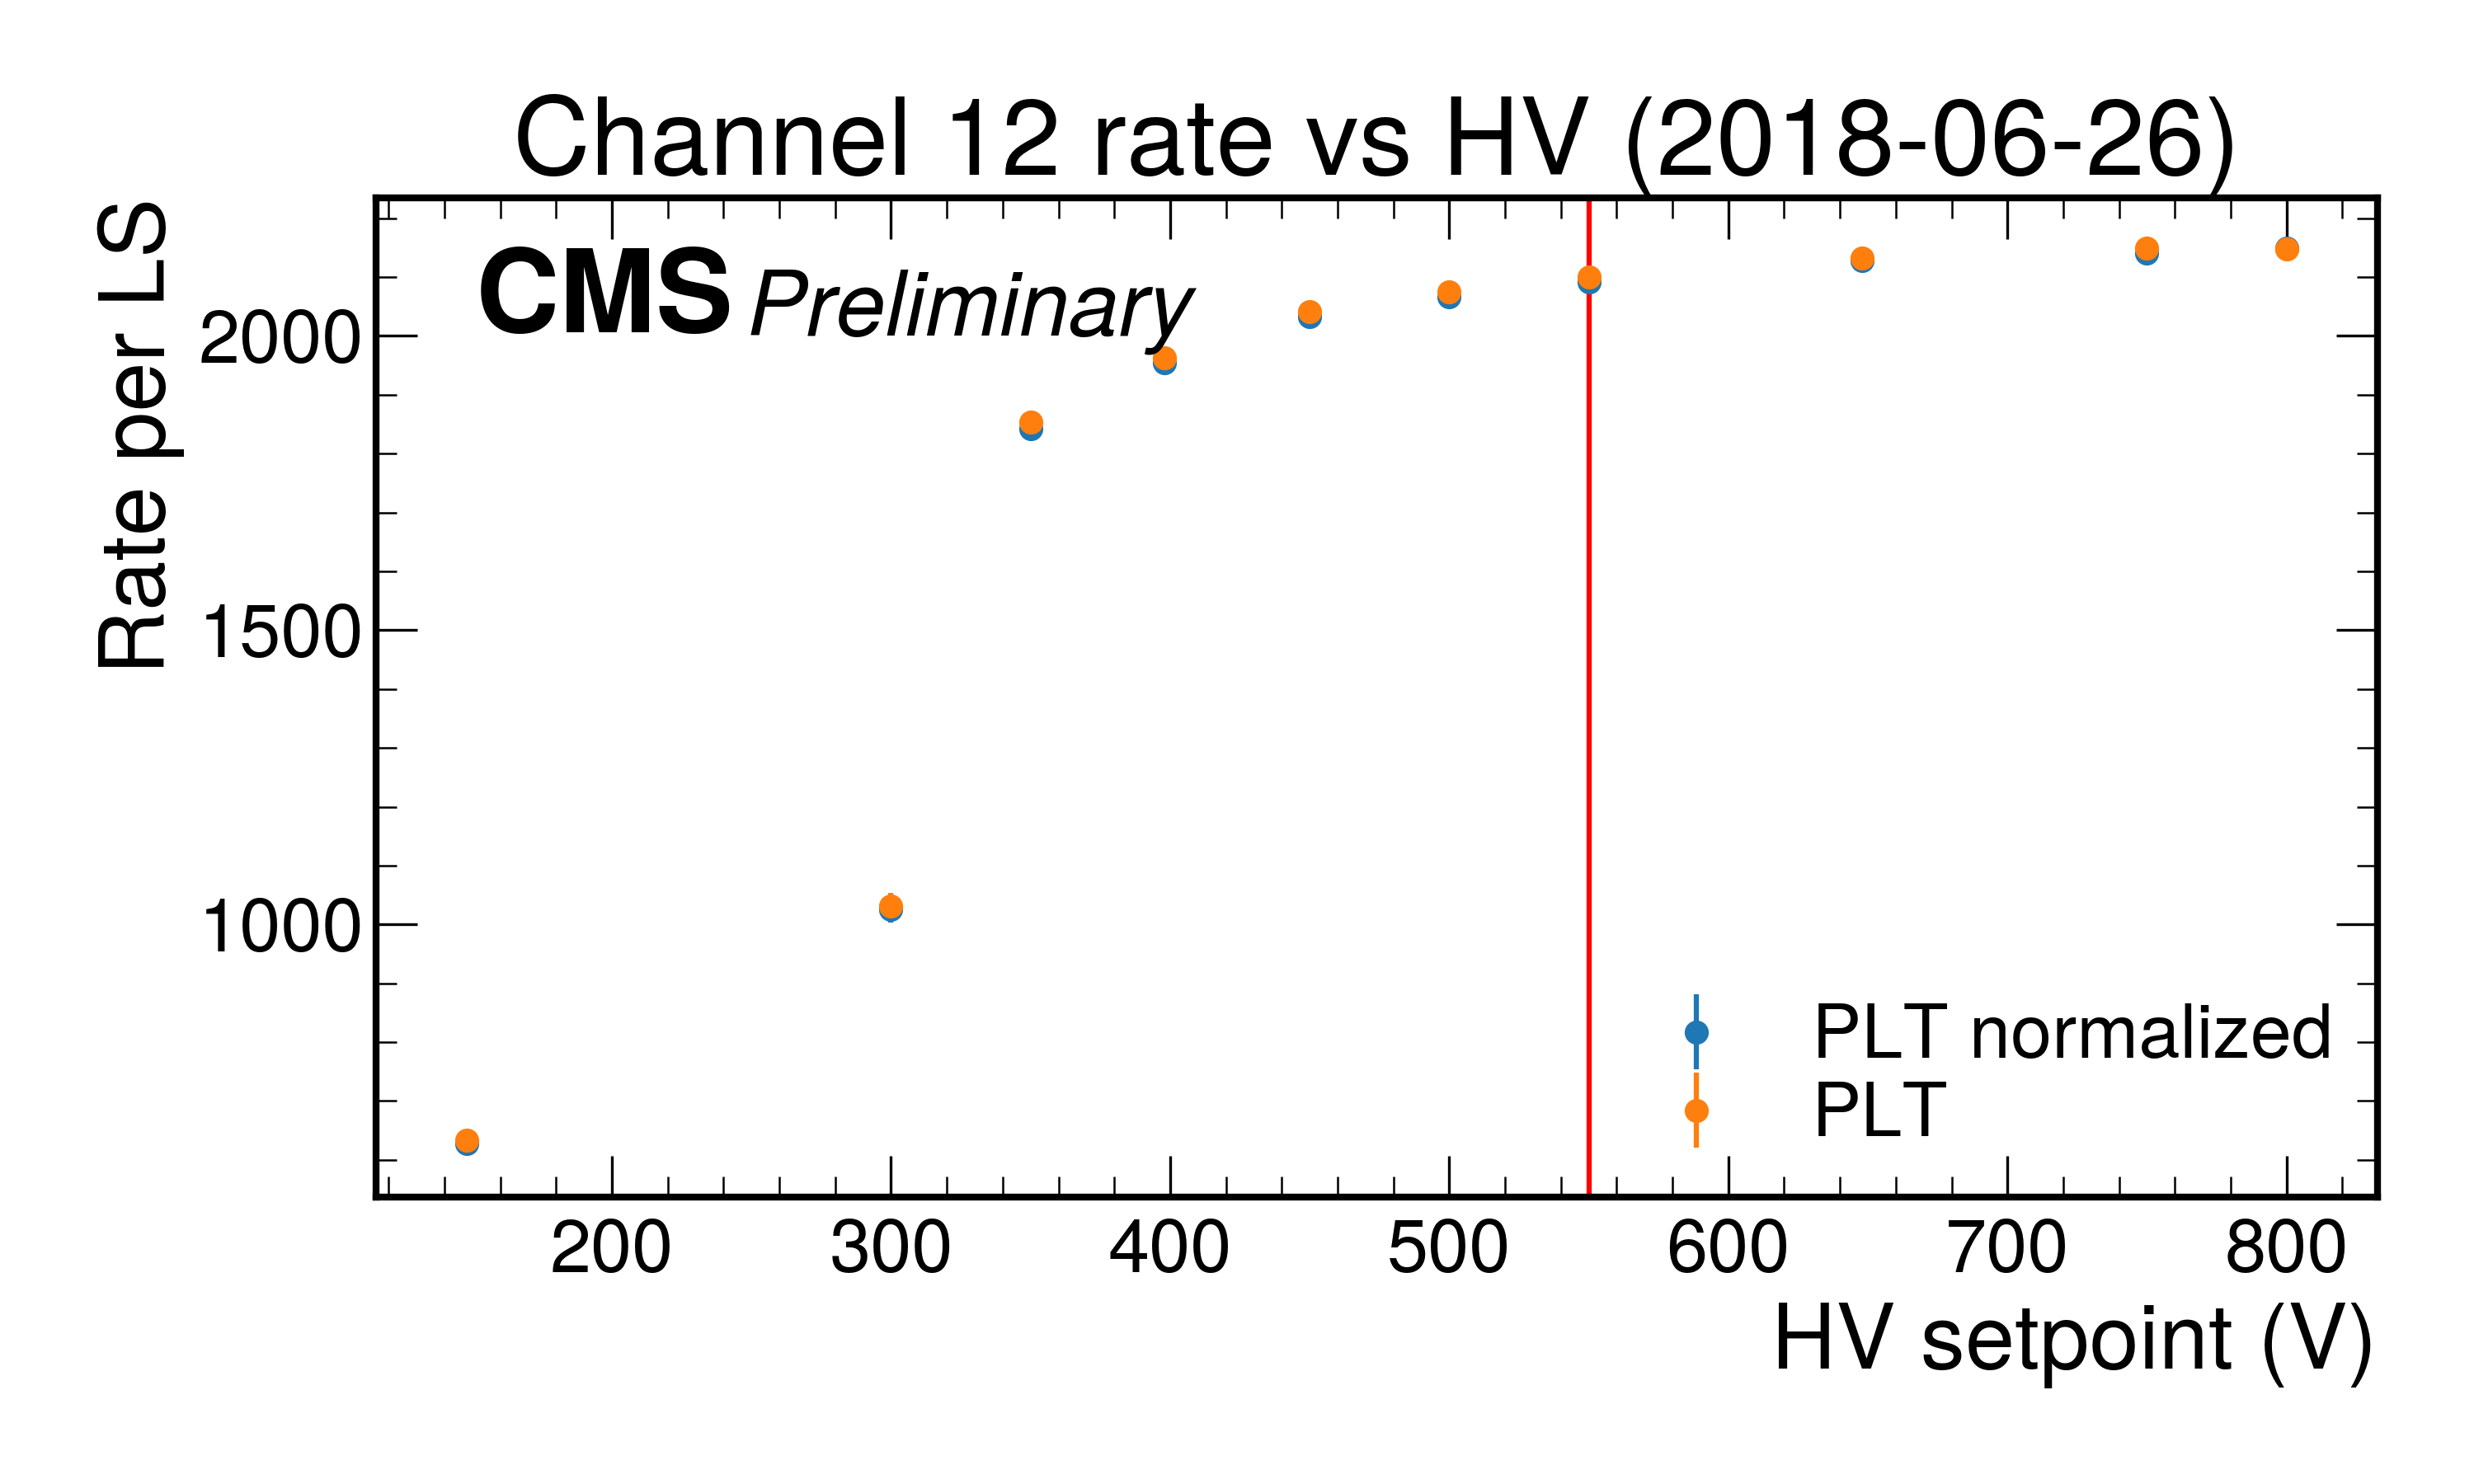 Channel 12 rate vs HV (2018-06-26)
CMS Preliminary
Rate per LS
2000
1500
1000
PLT normalized
PLT
200 300 400 500 600 700 800
HV setpoint (V)